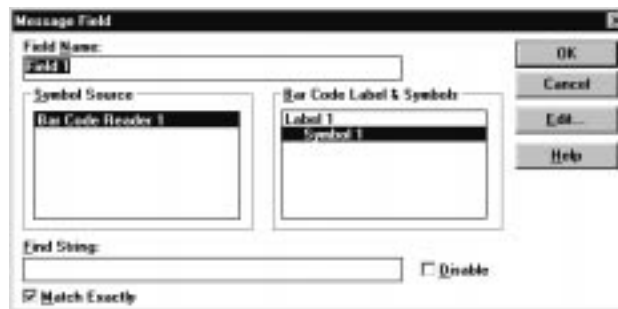 Message Field
Field Name:
Field 1
OK
Cancel
Edit...
Help
Symbol Source
Bar Code Reader 1
Bar Code Label & Symbols
Label 1
Symbol 1
Find String:
Disable
Match Exactly